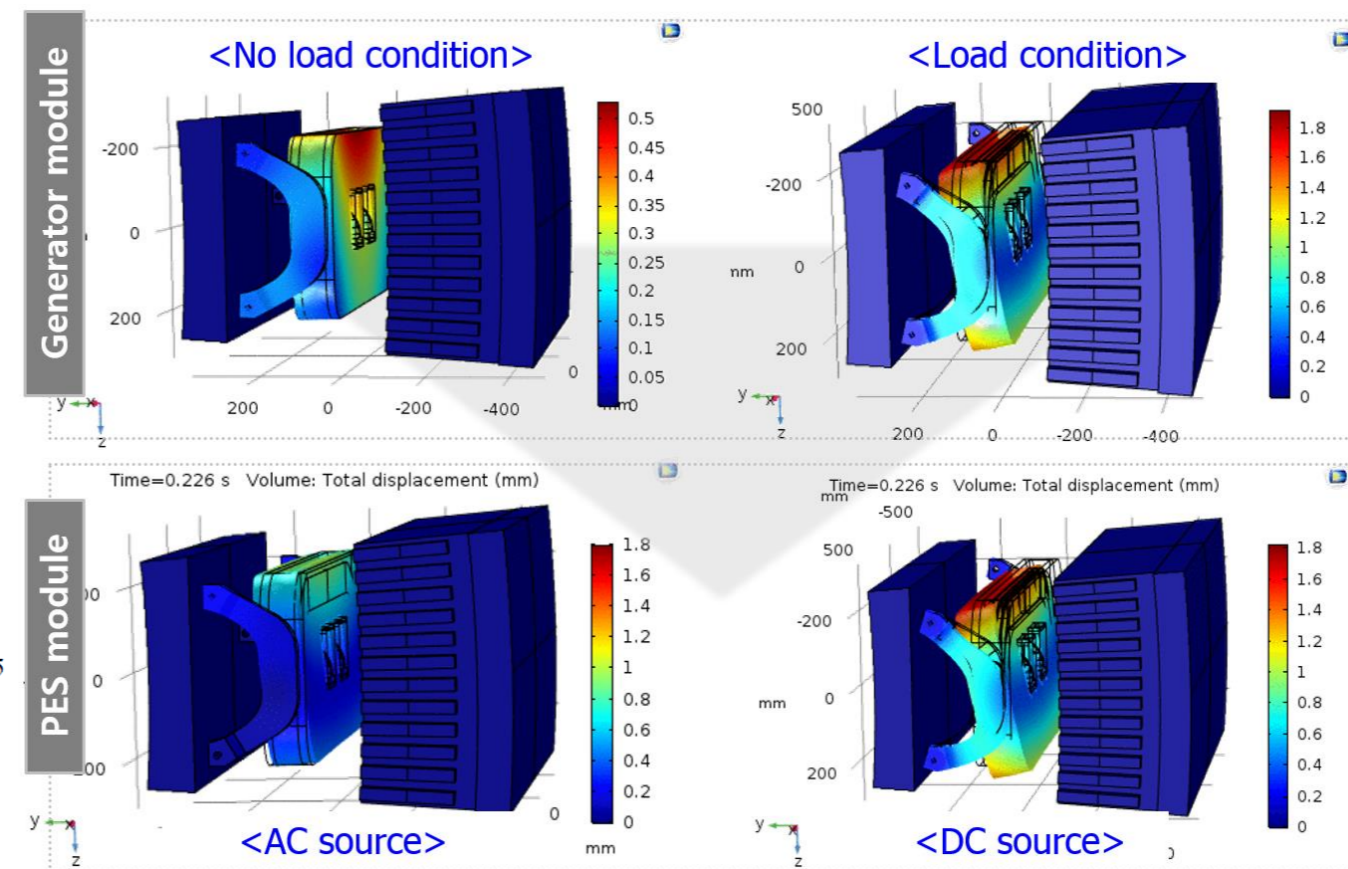 Generator module
<No load condition>
-200
0
200
200
0
-200
-400
0
0.5
0.45
0.4
0.35
0.3
0.25
0.2
0.15
0.1
0.05
0
y
x
z
<Load condition>
500
-200
0
200
200
0
-200
-400
1.8
1.6
1.4
1.2
1
0.8
0.6
0.4
0.2
0
y
x
z
PES module
Time=0.226 s Volume: Total displacement (mm)
0
0
1.8
1.6
1.4
1.2
1
0.8
0.6
0.4
0.2
0
mm
y
x
z
<AC source>
Time=0.226 s Volume: Total displacement (mm)
mm
-500
500
-200
0
mm
200
1.8
1.6
1.4
1.2
1
0.8
0.6
0.4
0.2
0
y
x
z
<DC source>